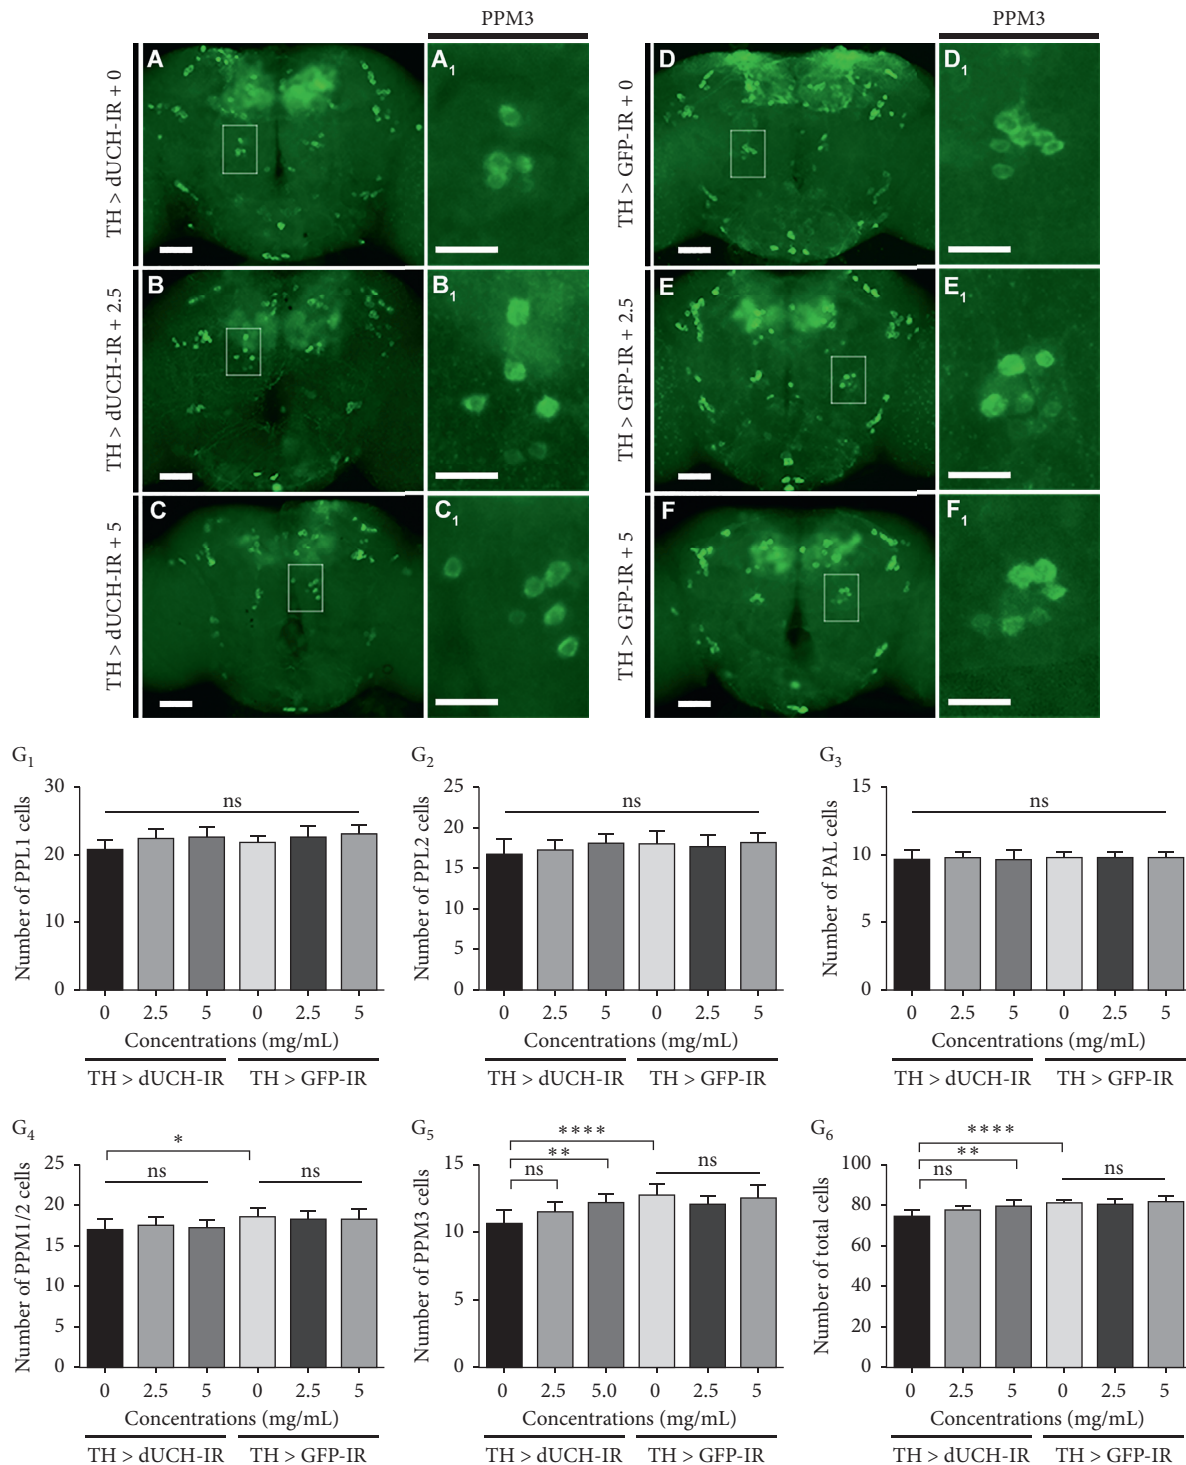 PPM3
PPM3
TH > dUCH-IR + 0
A
A1
TH > GFP-IR + 0
D
D1
TH > dUCH-IR + 2.5
B
B1
TH > GFP-IR + 2.5
E
E1
TH > dUCH-IR + 5
C
C1
TH > GFP-IR + 5
F
F1
G1
Number of PPL1 cells
30
20
10
0
ns
0 2.5 5 0 2.5 5
Concentrations (mg/mL)
TH > dUCH-IR TH > GFP-IR
G2
Number of PPL2 cells
25
20
15
10
5
0
ns
0 2.5 5 0 2.5 5
Concentrations (mg/mL)
TH > dUCH-IR TH > GFP-IR
G3
Number of PAL cells
15
10
5
0
ns
0 2.5 5 0 2.5 5
Concentrations (mg/mL)
TH > dUCH-IR TH > GFP-IR
G4
Number of PPM1/2 cells
25
20
15
10
5
0
*
ns ns
0 2.5 5 0 2.5 5
Concentrations (mg/mL)
TH > dUCH-IR TH > GFP-IR
G5
Number of PPM3 cells
15
10
5
0
****
**
ns ns
0 2.5 5.0 0 2.5 5
Concentrations (mg/mL)
TH > dUCH-IR TH > GFP-IR
G6
Number of total cells
100
80
60
40
20
0
****
**
ns ns
0 2.5 5 0 2.5 5
Concentrations (mg/mL)
TH > dUCH-IR TH > GFP-IR